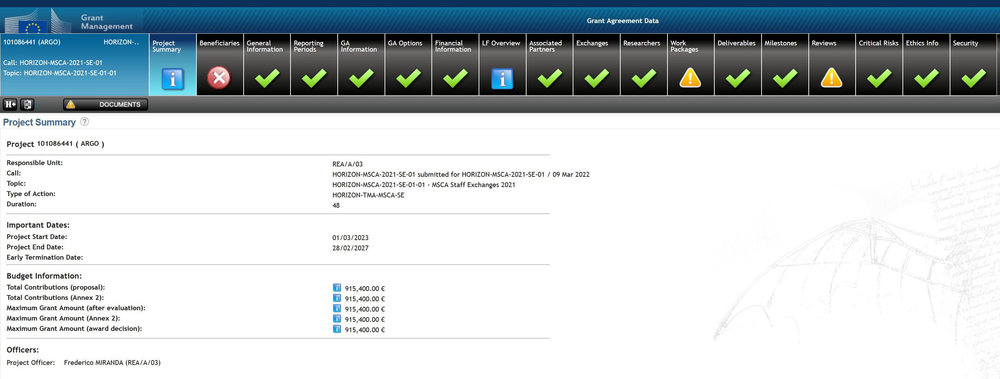 Grant
Management
Grant Agreement Data
101086441 (ARGO) HORIZON-..
Call: HORIZON-MSCA-2021-SE-01
Topic: HORIZON-MSCA-2021-SE-01-01
Project
Summary
Beneficiaries
General
Information
Reporting
Periods
GA
Information
GA Options
Financial
Information
LF Overview
Associated
Partners
Exchanges
Researchers
Work
Packages
Deliverables
Milestones
Reviews
Critical Risks
Ethics Info
Security
DOCUMENTS
Project Summary ?
Project 101086441 ( ARGO )
Responsible Unit: REA/A/03
Call: HORIZON-MSCA-2021-SE-01 submitted for HORIZON-MSCA-2021-SE-01 / 09 Mar 2022
Topic: HORIZON-MSCA-2021-SE-01-01 - MSCA Staff Exchanges 2021
Type of Action: HORIZON-TMA-MSCA-SE
Duration: 48
Important Dates:
Project Start Date: 01/03/2023
Project End Date: 28/02/2027
Early Termination Date:
Budget Information:
Total Contributions (proposal): 915,400.00 €
Total Contributions (Annex 2): 915,400.00 €
Maximum Grant Amount (after evaluation): 915,400.00 €
Maximum Grant Amount (Annex 2): 915,400.00 €
Maximum Grant Amount (award decision): 915,400.00 €
Officers:
Project Officer: Frederico MIRANDA (REA/A/03)